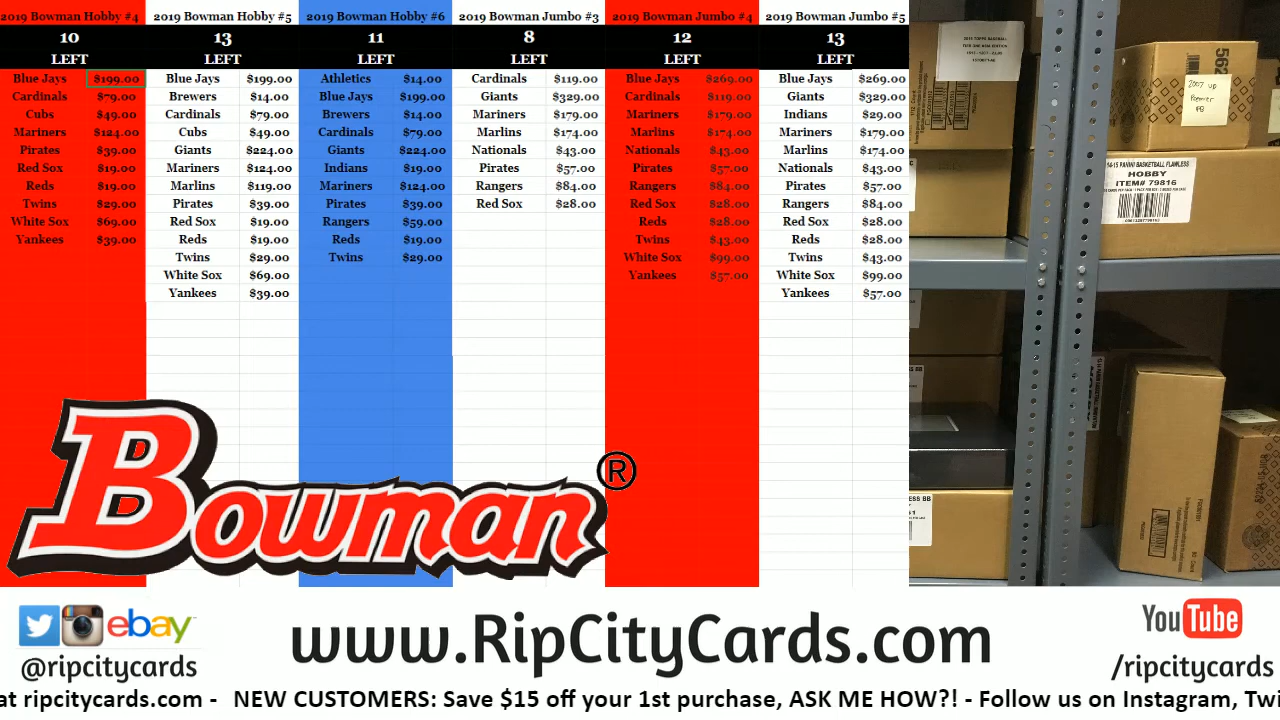 2019 Bowman Hobby #4
10
LEFT
Blue Jays $199.00
Cardinals $79.00
Cubs $49.00
Mariners $124.00
Pirates $39.00
Red Sox $19.00
Reds $19.00
Twins $29.00
White Sox $69.00
Yankees $39.00
2019 Bowman Hobby #5
13
LEFT
Blue Jays $199.00
Brewers $14.00
Cardinals $79.00
Cubs $49.00
Giants $224.00
Mariners $124.00
Marlins $119.00
Pirates $39.00
Red Sox $19.00
Reds $19.00
Twins $29.00
White Sox $69.00
Yankees $39.00
2019 Bowman Hobby #6
11
LEFT
Athletics $14.00
Blue Jays $199.00
Brewers $14.00
Cardinals $79.00
Giants $224.00
Indians $19.00
Mariners $124.00
Pirates $39.00
Rangers $59.00
Reds $19.00
Twins $29.00
2019 Bowman Jumbo #3
8
LEFT
Cardinals $119.00
Giants $329.00
Mariners $179.00
Marlins $174.00
Nationals $43.00
Pirates $57.00
Rangers $84.00
Red Sox $28.00
2019 Bowman Jumbo #4
12
LEFT
Blue Jays $269.00
Cardinals $119.00
Mariners $179.00
Marlins $174.00
Nationals $43.00
Pirates $57.00
Rangers $84.00
Red Sox $28.00
Reds $28.00
Twins $43.00
White Sox $99.00
Yankees $57.00
2019 Bowman Jumbo #5
13
LEFT
Blue Jays $269.00
Giants $329.00
Indians $29.00
Mariners $179.00
Marlins $174.00
Nationals $43.00
Pirates $57.00
Rangers $84.00
Red Sox $28.00
Reds $28.00
Twins $43.00
White Sox $99.00
Yankees $57.00
562
2007 UD
Premier
14-15 PANINI BASKETBALL FLAWLESS
HOBBY
ITEM# 79816
Bowman®
ebay
@ripcitycards
www.RipCityCards.com
YouTube
/ripcitycards
at ripcitycards.com - NEW CUSTOMERS: Save $15 off your 1st purchase, ASK ME HOW?! - Follow us on Instagram, Twi